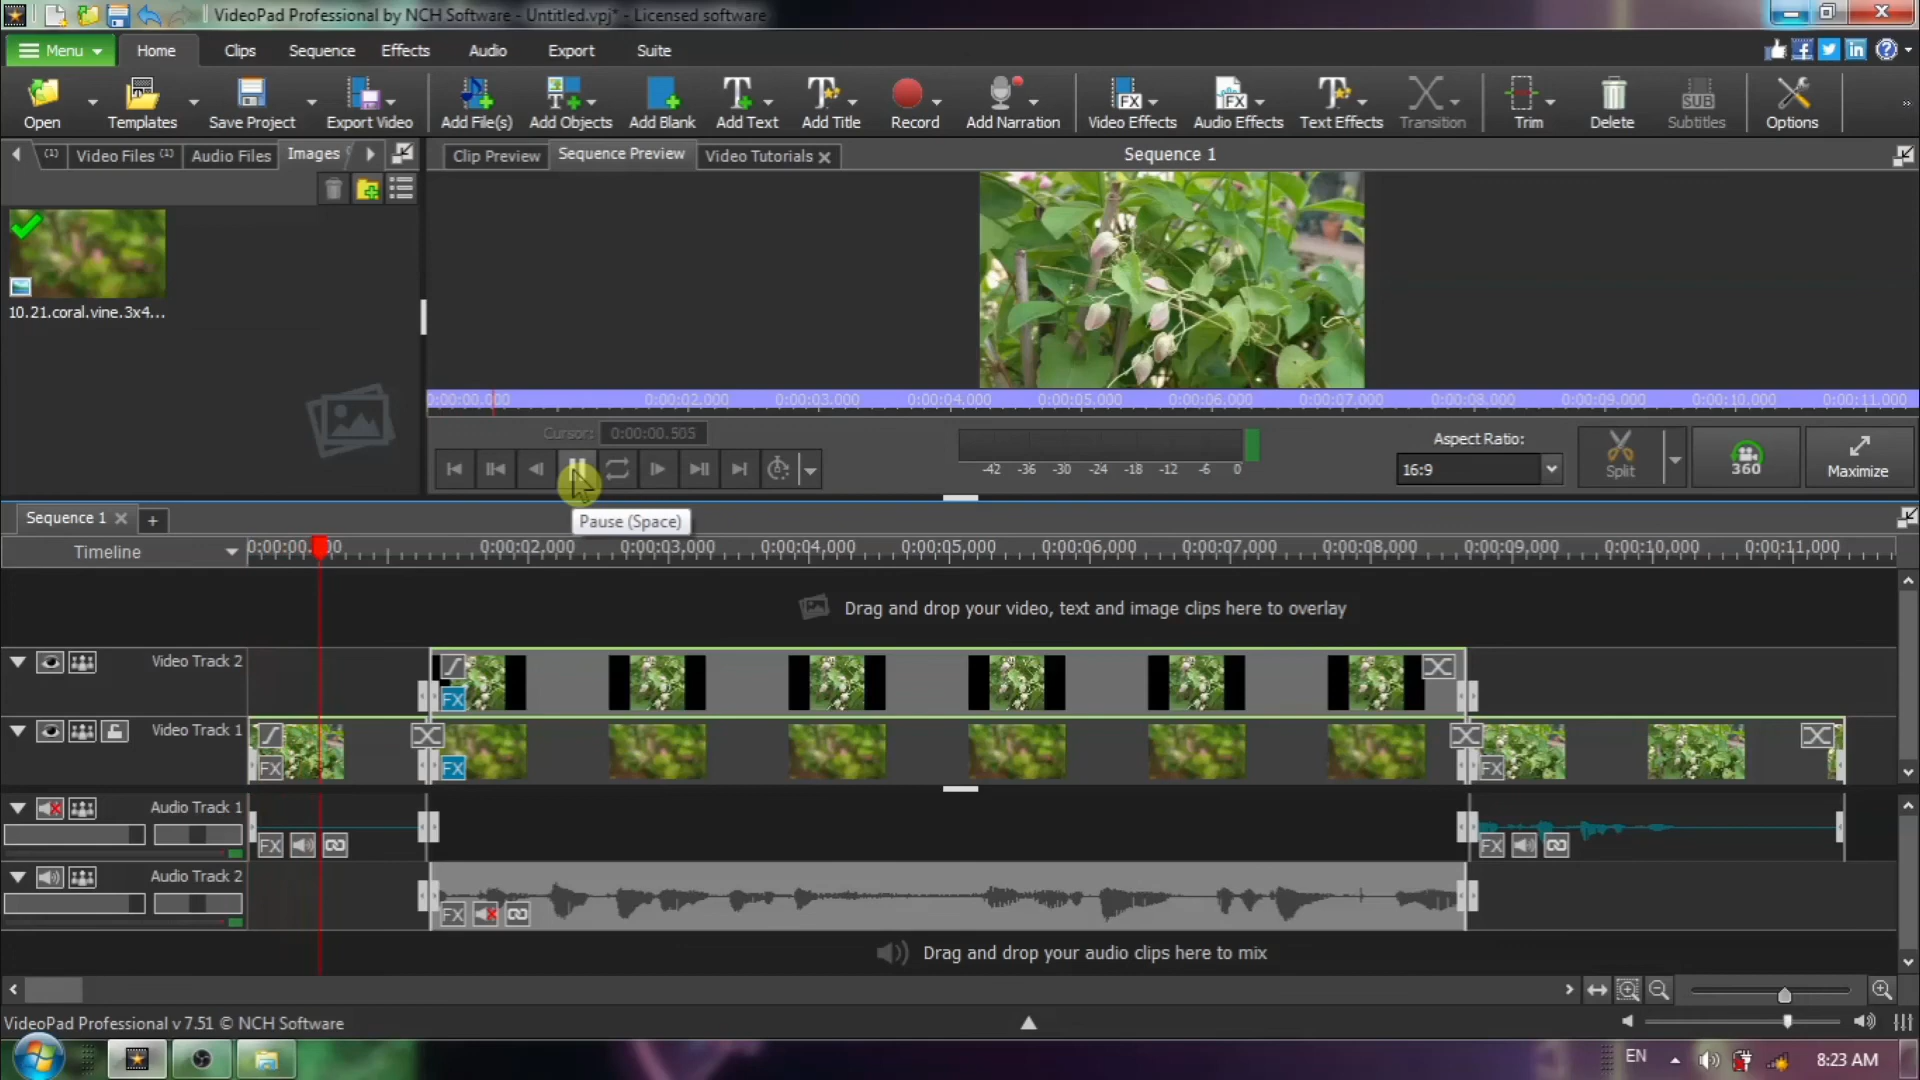 VideoPad Professional by NCH Software - Untitled.vpj* - Licensed software
Menu Home Clips Sequence Effects Audio Export Suite
Open Templates Save Project Export Video Add File(s) Add Objects Add Blank Add Text Add Title Record Add Narration Video Effects Audio Effects Text Effects Transition Trim Delete Subtitles Options
(1) Video Files (1) Audio Files Images
Clip Preview Sequence Preview Video Tutorials Sequence 1
10.21.coral.vine.3x4...
0:00:00.000 0:00:02.000 0:00:03.000 0:00:04.000 0:00:05.000 0:00:06.000 0:00:07.000 0:00:08.000 0:00:09.000 0:00:10.000 0:00:11.000
Cursor: 0:00:00.505
-42 -36 -30 -24 -18 -12 -6 0
Aspect Ratio:
16:9
Split 360 Maximize
Pause (Space)
Sequence 1
Timeline
0:00:02,000 0:00:03,000 0:00:04,000 0:00:05,000 0:00:06,000 0:00:07,000 0:00:08,000 0:00:09,000 0:00:10,000 0:00:11,000
Drag and drop your video, text and image clips here to overlay
Video Track 2
FX
Video Track 1
FX FX FX
Audio Track 1
FX FX
Audio Track 2
FX
Drag and drop your audio clips here to mix
VideoPad Professional v 7.51 © NCH Software
EN 8:23 AM